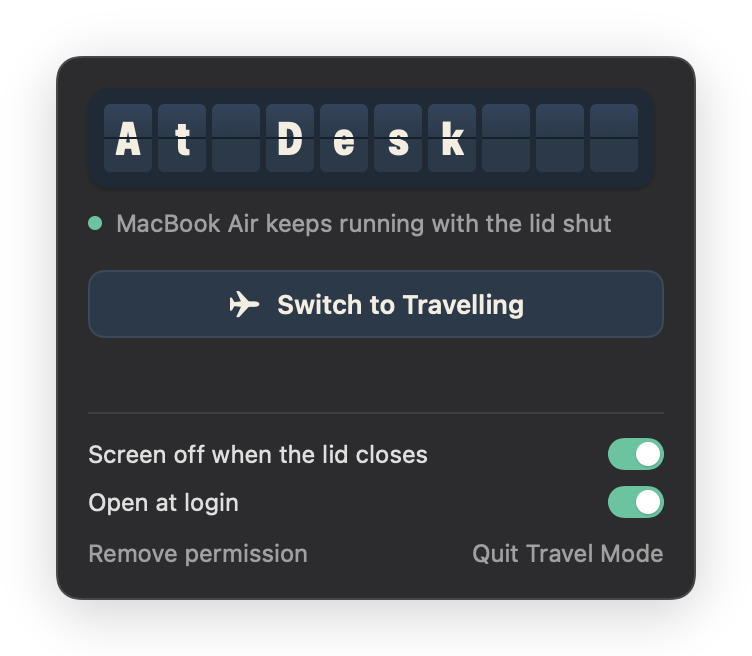 At Desk
MacBook Air keeps running with the lid shut
Switch to Travelling
Screen off when the lid closes
Open at login
Remove permission
Quit Travel Mode